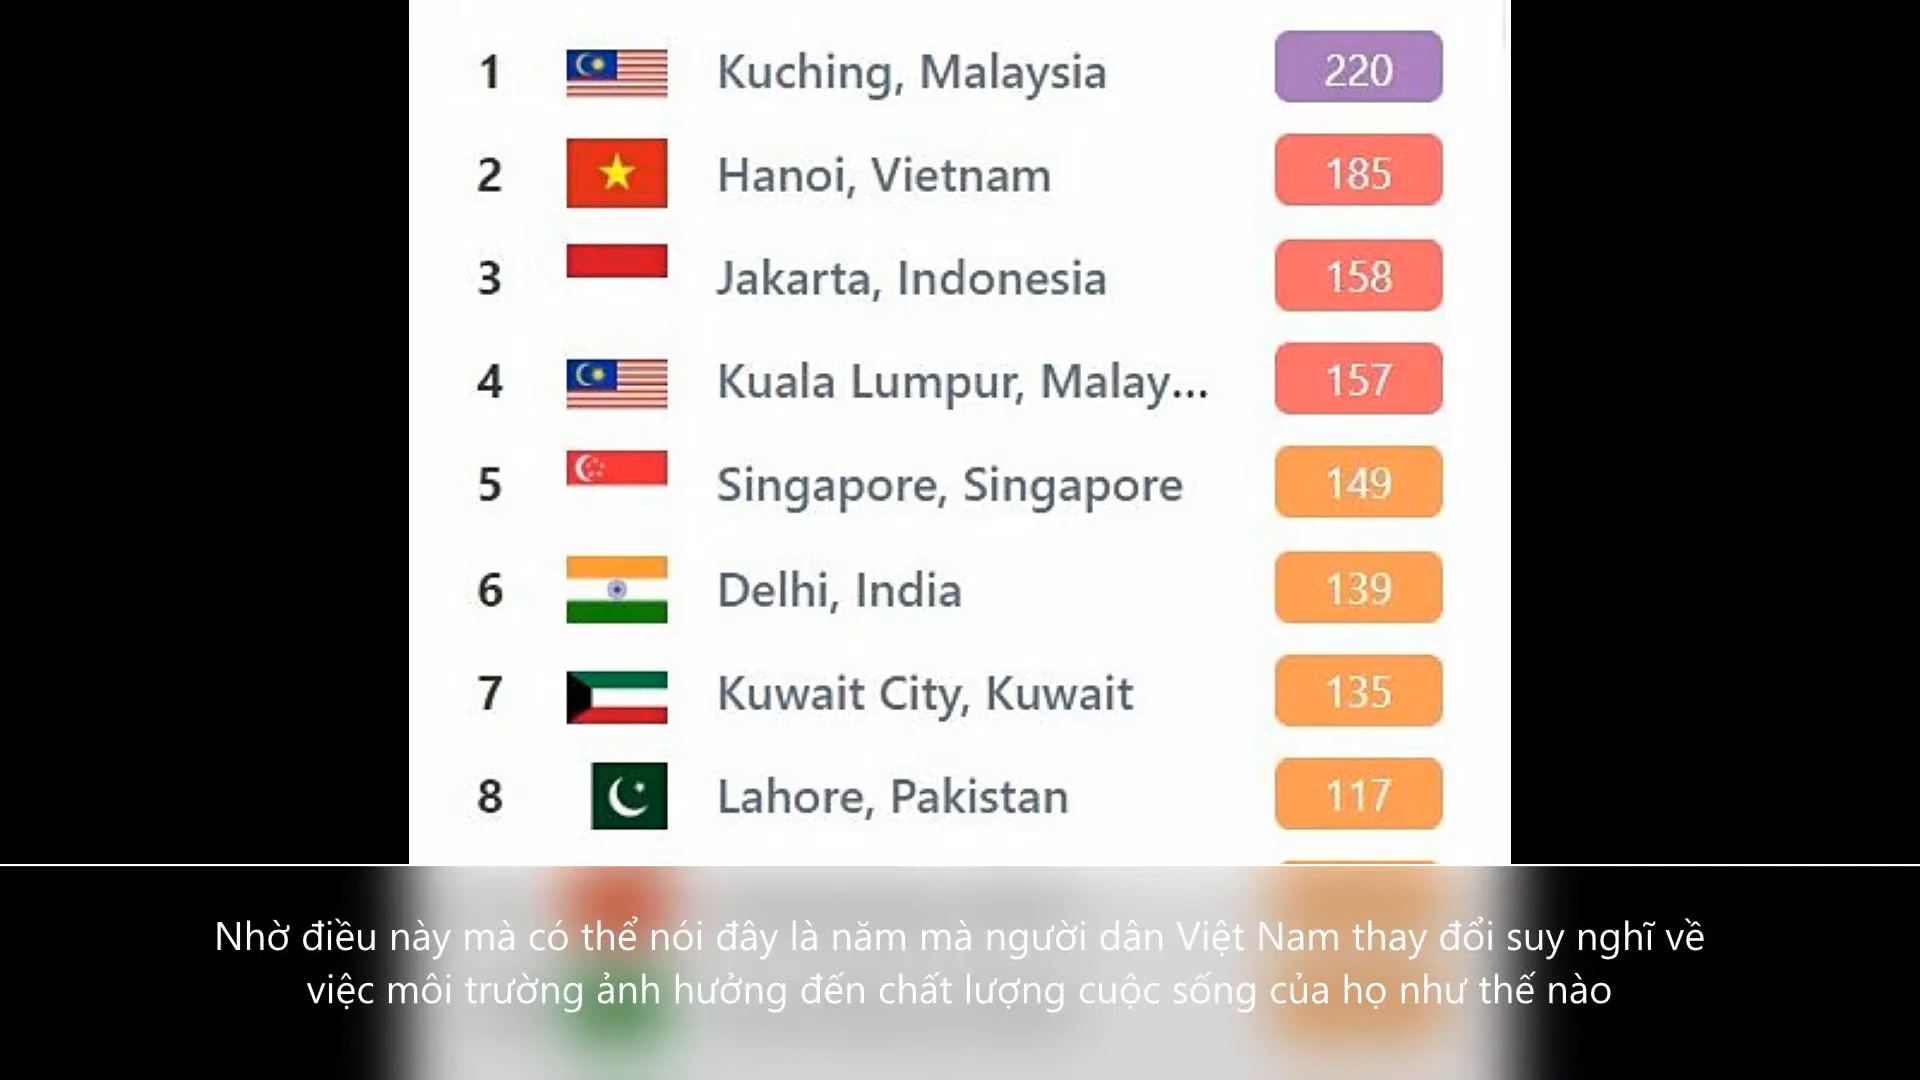 1 Kuching, Malaysia 220
2 Hanoi, Vietnam 185
3 Jakarta, Indonesia 158
4 Kuala Lumpur, Malay... 157
5 Singapore, Singapore 149
6 Delhi, India 139
7 Kuwait City, Kuwait 135
8 Lahore, Pakistan 117
Nhờ điều này mà có thể nói đây là năm mà người dân Việt Nam thay đổi suy nghĩ về
việc môi trường ảnh hưởng đến chất lượng cuộc sống của họ như thế nào